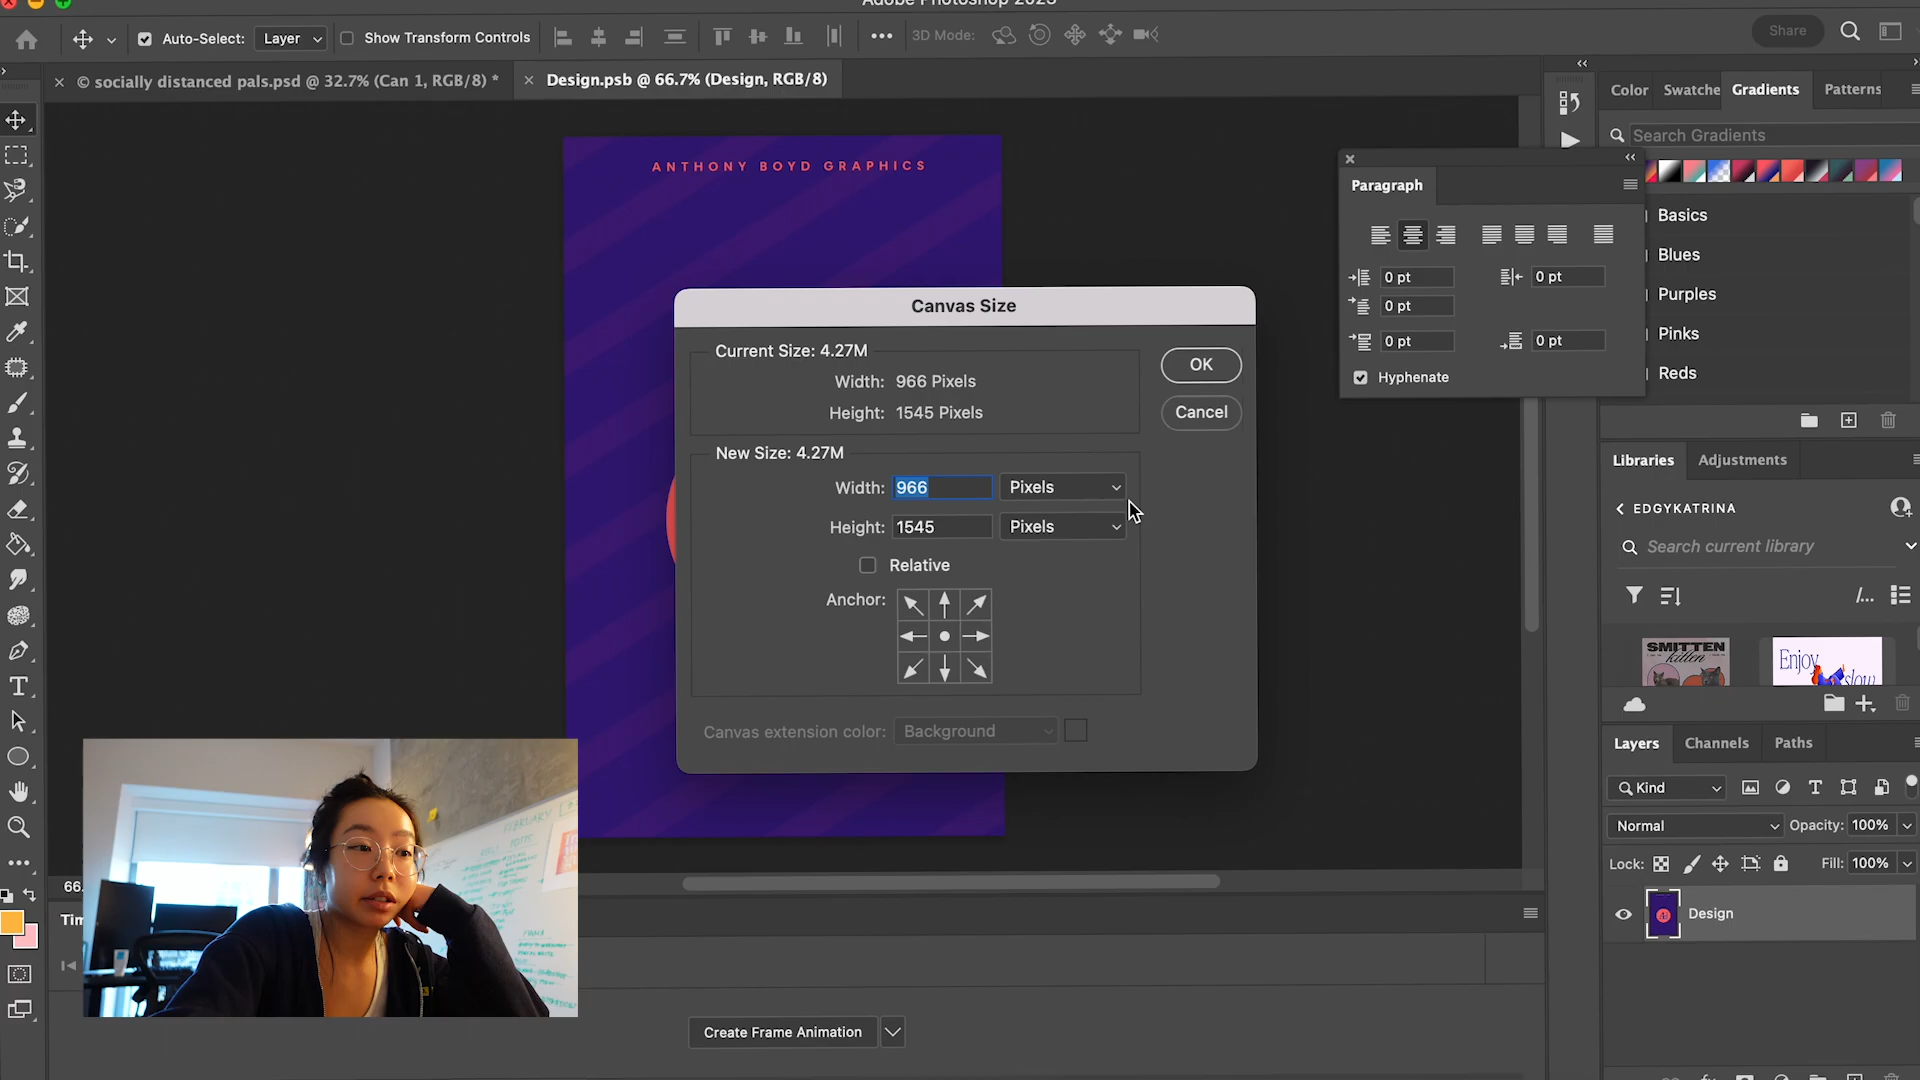 Adobe Photoshop 2023
Auto-Select:
Layer
Show Transform Controls
3D Mode:
Share
© socially distanced pals.psd @ 32.7% (Can 1, RGB/8) *
Design.psb @ 66.7% (Design, RGB/8)
Color
Swatche
Gradients
Patterns
Search Gradients
Basics
Blues
Purples
Pinks
Reds
Paragraph
0 pt
0 pt
0 pt
0 pt
0 pt
Hyphenate
ANTHONY BOYD GRAPHICS
Canvas Size
Current Size: 4.27M
Width: 966 Pixels
Height: 1545 Pixels
OK
Cancel
New Size: 4.27M
Width: 966 Pixels
Height: 1545 Pixels
Relative
Anchor:
Canvas extension color: Background
Libraries
Adjustments
EDGYKATRINA
Search current library
SMITTEN
kitten
Enjoy
slow
Layers
Channels
Paths
Kind
Normal
Opacity: 100%
Lock:
Fill: 100%
Design
66.
Tim
FEBRUARY
Create Frame Animation